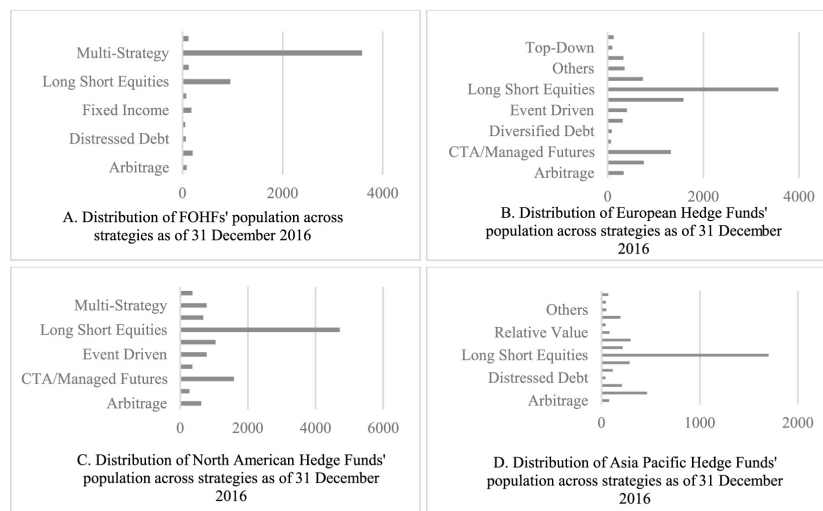 Multi-Strategy
Long Short Equities
Fixed Income
Distressed Debt
Arbitrage
0 2000 4000
A. Distribution of FOHFs' population across
strategies as of 31 December 2016
Top-Down
Others
Long Short Equities
Event Driven
Diversified Debt
CTA/Managed Futures
Arbitrage
0 2000 4000
B. Distribution of European Hedge Funds'
population across strategies as of 31 December
2016
Multi-Strategy
Long Short Equities
Event Driven
CTA/Managed Futures
Arbitrage
0 2000 4000 6000
C. Distribution of North American Hedge Funds'
population across strategies as of 31 December
2016
Others
Relative Value
Long Short Equities
Distressed Debt
Arbitrage
0 1000 2000
D. Distribution of Asia Pacific Hedge Funds'
population across strategies as of 31 December
2016